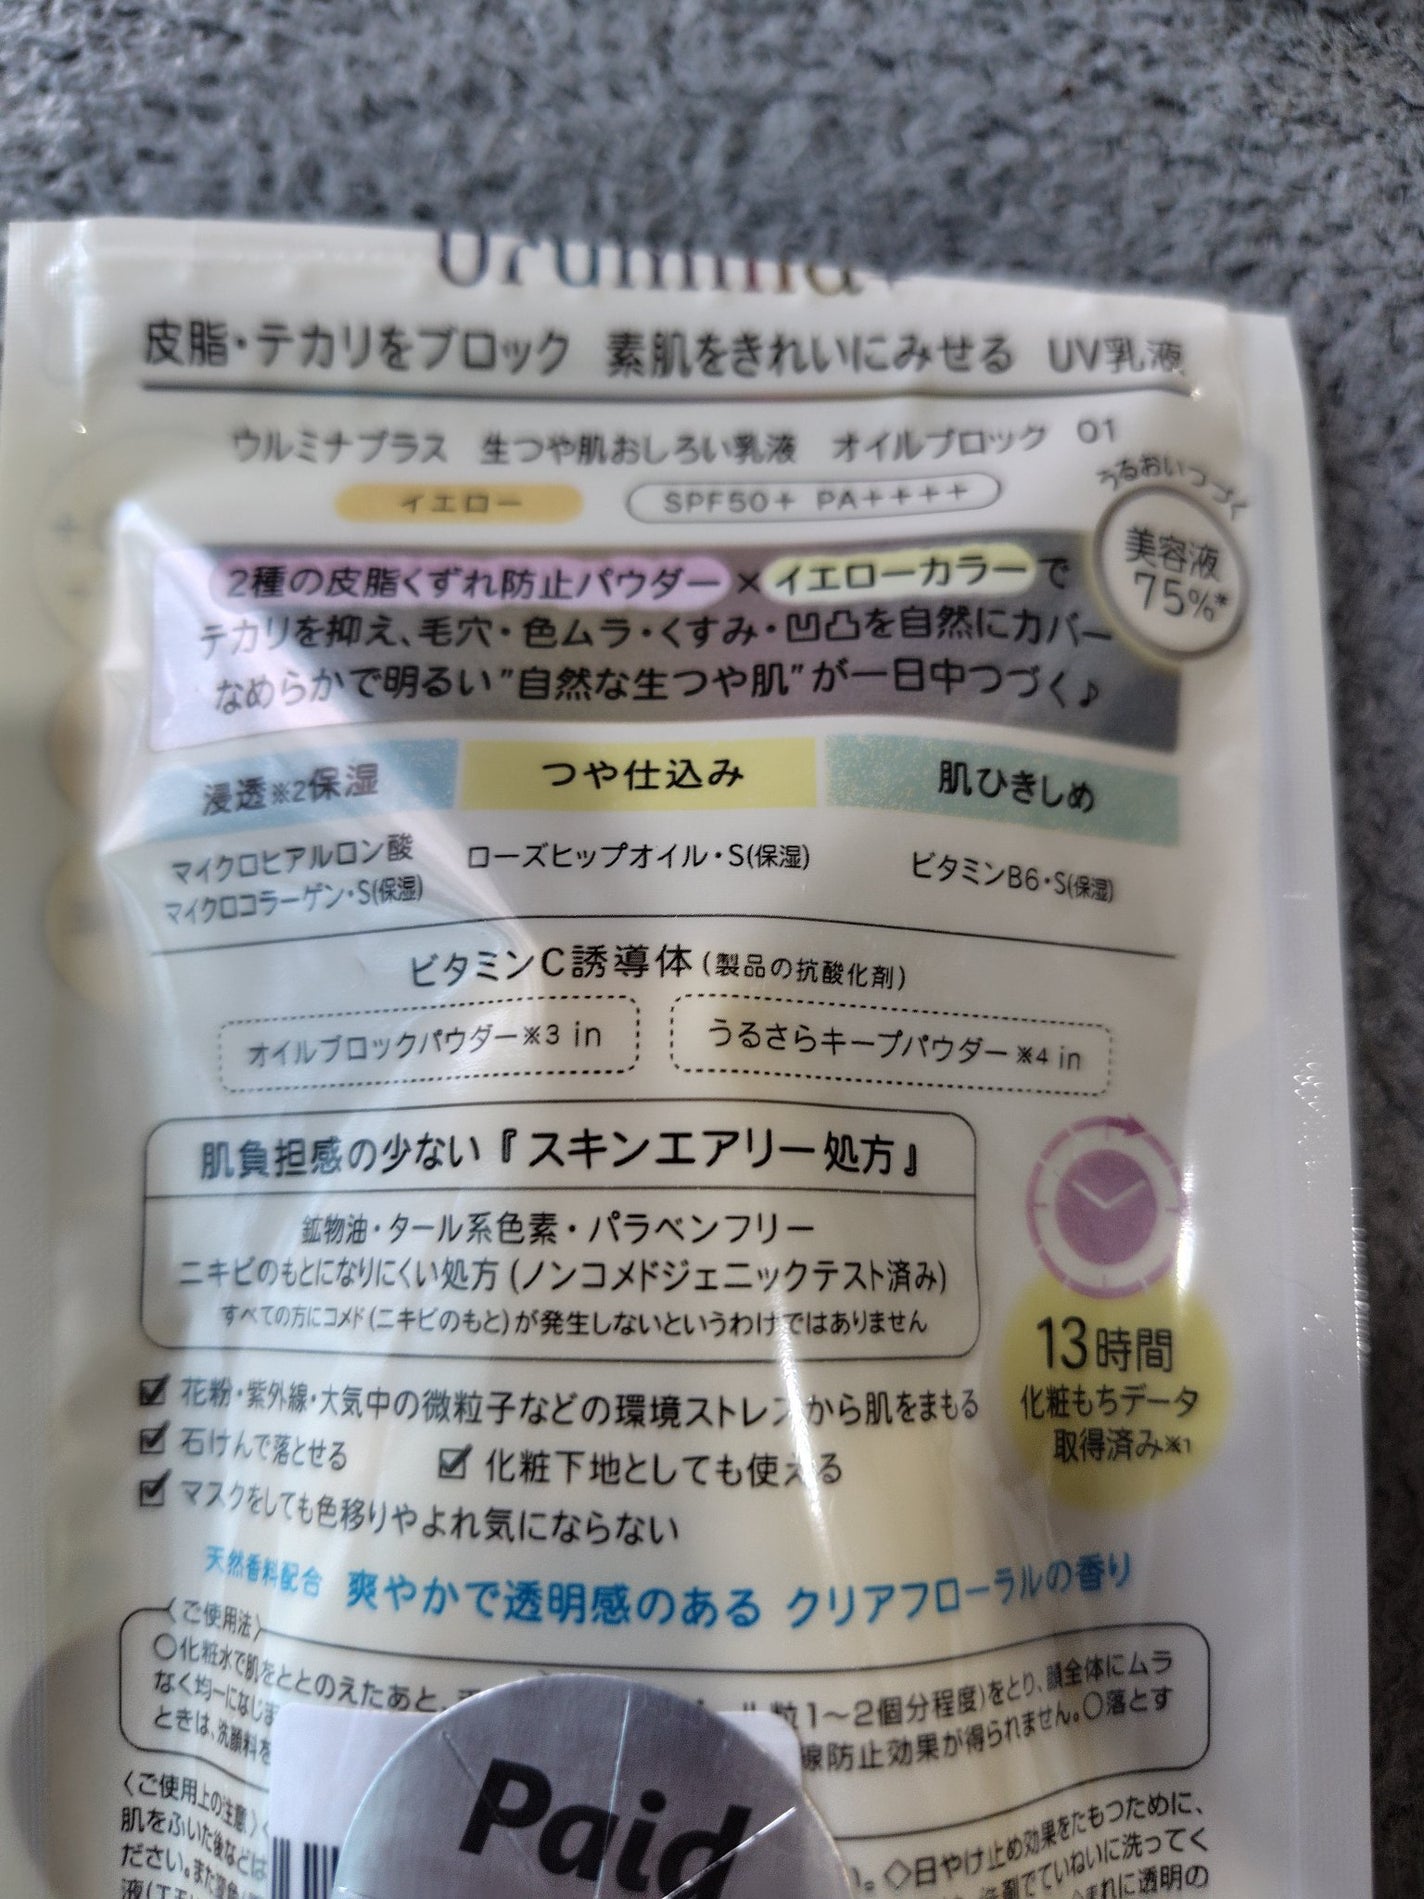 Urumina
皮脂・テカリをブロック 素肌をきれいにみせる UV乳液
ウルミナプラス 生つや肌おしろい乳液 オイルブロック 01
イエロー SPF50+ PA++++
うるおいつづく
美容液
75%*
2種の皮脂くずれ防止パウダー×イエローカラーで
テカリを抑え、毛穴・色ムラ・くすみ・凹凸を自然にカバー
なめらかで明るい"自然な生つや肌"が一日中つづく♪
浸透※2保湿 つや仕込み 肌ひきしめ
マイクロヒアルロン酸 ローズヒップオイル・S(保湿) ビタミンB6・S(保湿)
マイクロコラーゲン・S(保湿)
ビタミンC誘導体(製品の抗酸化剤)
オイルブロックパウダー※3 in うるさらキープパウダー※4 in
肌負担感の少ない『スキンエアリー処方』
鉱物油・タール系色素・パラベンフリー
ニキビのもとになりにくい処方(ノンコメドジェニックテスト済み)
すべての方にコメド(ニキビのもと)が発生しないというわけではありません
13時間
化粧もちデータ
取得済み※1
花粉・紫外線・大気中の微粒子などの環境ストレスから肌をまもる
石けんで落とせる 化粧下地としても使える
マスクをしても色移りやよれ気にならない
天然香料配合 爽やかで透明感のある クリアフローラルの香り
〈ご使用法〉
○化粧水で肌をととのえたあと、 粒1～2個分程度)をとり、顔全体にムラ
なく均一になじま 線防止効果が得られません。○落とす
ときは、洗顔料を
〈ご使用上の注意〉 ◇日やけ止め効果をたもつために、
肌をふいた後などは でていねいに洗ってく
ださい。また まれに透明の
液(エモ
Paid